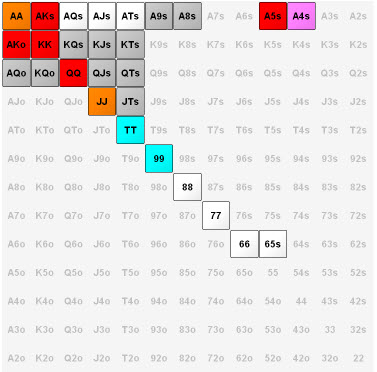 AA AKs AQs AJs ATs A9s A8s A7s A6s A5s A4s A3s A2s
AKo KK KQs KJs KTs K9s K8s K7s K6s K5s K4s K3s K2s
AQo KQo QQ QJs QTs Q9s Q8s Q7s Q6s Q5s Q4s Q3s Q2s
AJo KJo QJo JJ JTs J9s J8s J7s J6s J5s J4s J3s J2s
ATo KTo QTo JTo TT T9s T8s T7s T6s T5s T4s T3s T2s
A9o K9o Q9o J9o T9o 99 98s 97s 96s 95s 94s 93s 92s
A8o K8o Q8o J8o T8o 98o 88 87s 86s 85s 84s 83s 82s
A7o K7o Q7o J7o T7o 97o 87o 77 76s 75s 74s 73s 72s
A6o K6o Q6o J6o T6o 96o 86o 76o 66 65s 64s 63s 62s
A5o K5o Q5o J5o T5o 95o 85o 75o 65o 55 54s 53s 52s
A4o K4o Q4o J4o T4o 94o 84o 74o 64o 54o 44 43s 42s
A3o K3o Q3o J3o T3o 93o 83o 73o 63o 53o 43o 33 32s
A2o K2o Q2o J2o T2o 92o 82o 72o 62o 52o 42o 32o 22